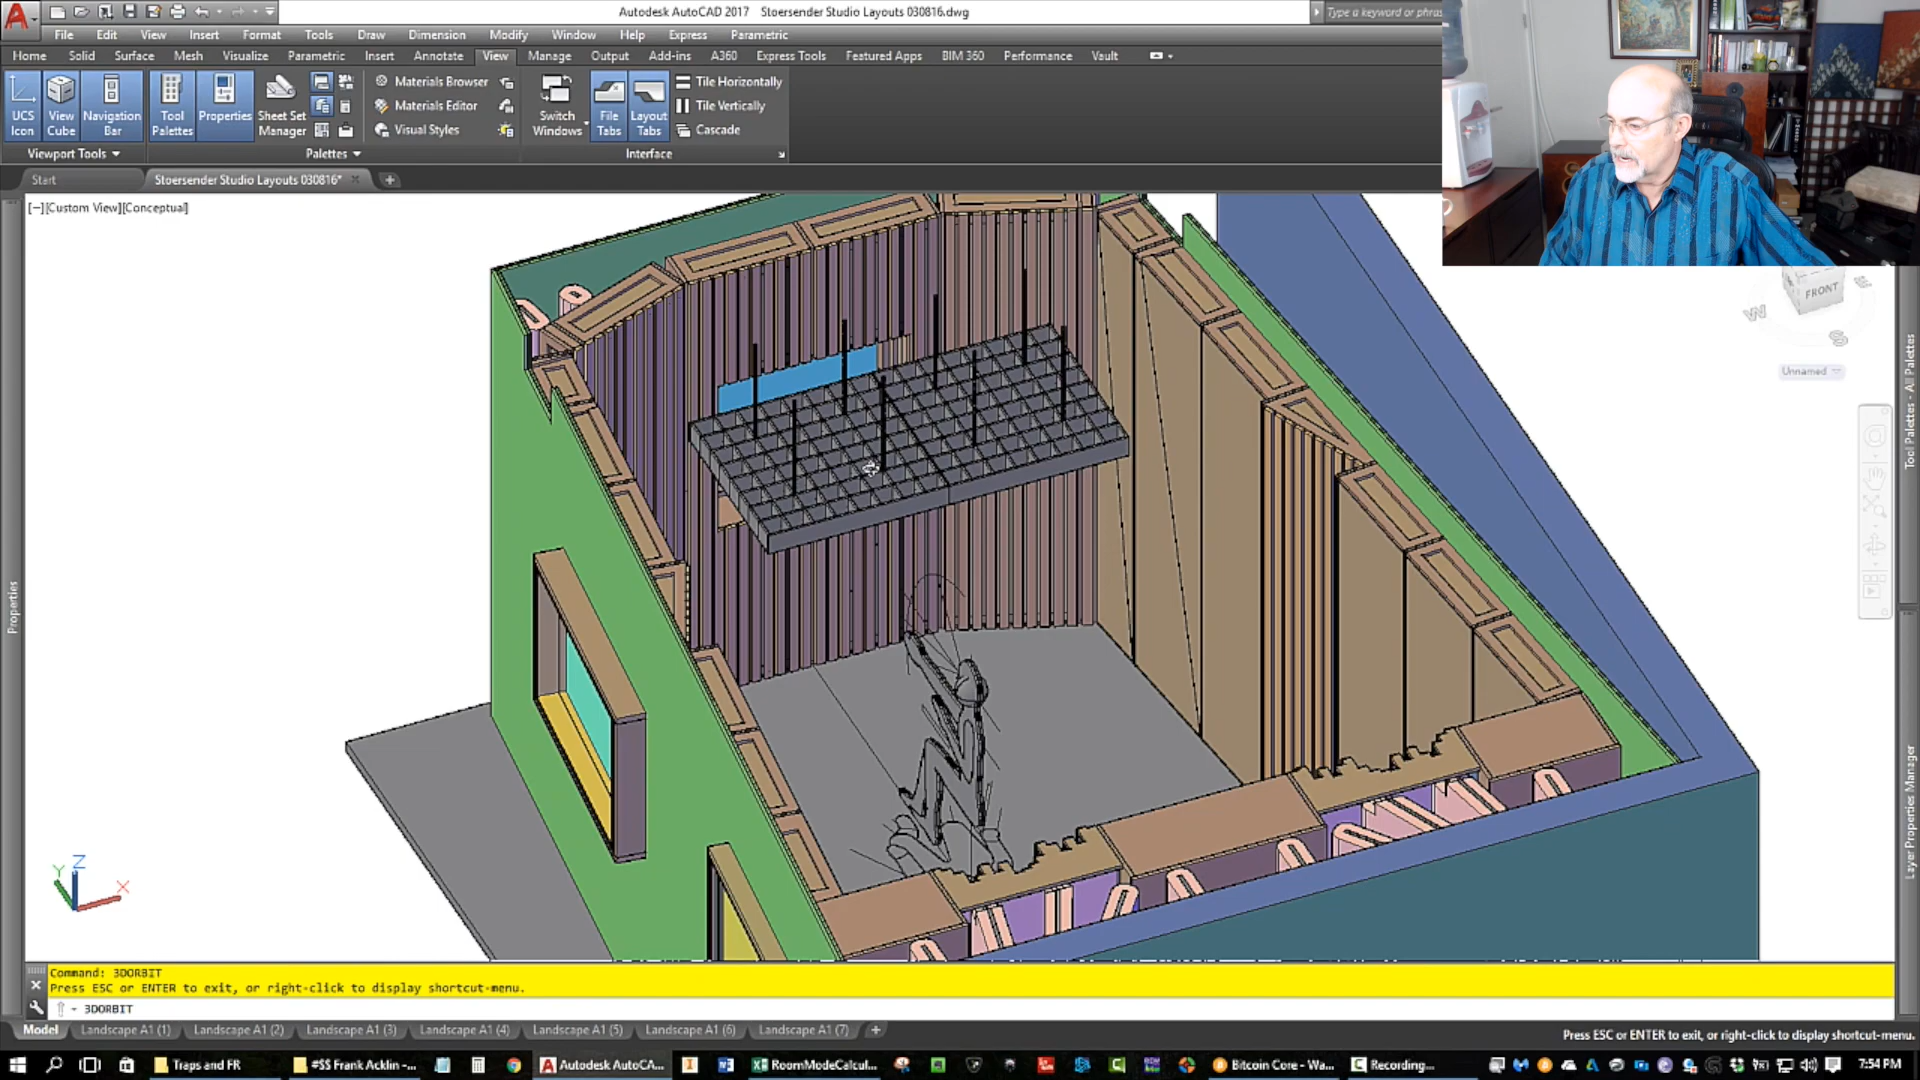 Autodesk AutoCAD 2017 Stoersender Studio Layouts 030816.dwg
Type a keyword or phras
File Edit View Insert Format Tools Draw Dimension Modify Window Help Express Parametric
Home Solid Surface Mesh Visualize Parametric Insert Annotate View Manage Output Add-ins A360 Express Tools Featured Apps BIM 360 Performance Vault
UCS Icon
View Cube
Navigation Bar
Tool Palettes
Properties
Sheet Set Manager
Materials Browser
Materials Editor
Visual Styles
Switch Windows
File Tabs
Layout Tabs
Tile Horizontally
Tile Vertically
Cascade
Viewport Tools
Palettes
Interface
Start
Stoersender Studio Layouts 030816*
[−][Custom View][Conceptual]
FRONT
W
S
Unnamed
Tool Palettes - All Palettes
Properties
Layer Properties Manager
Z
Y
X
Command: 3DORBIT
Press ESC or ENTER to exit, or right-click to display shortcut-menu.
3DORBIT
Model Landscape A1 (1) Landscape A1 (2) Landscape A1 (3) Landscape A1 (4) Landscape A1 (5) Landscape A1 (6) Landscape A1 (7)
Press ESC or ENTER to exit, or right-click to display shortcut-menu.
Traps and FR
#$$ Frank Acklin -...
Autodesk AutoCA...
RoomModeCalcul...
Bitcoin Core - Wa...
Recording...
7:54 PM